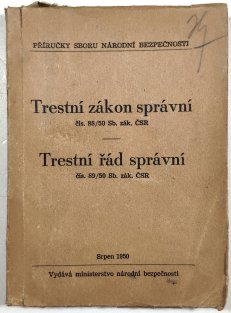 PŘÍRUČKY SBORU NÁRODNÍ BEZPEČNOSTI
Trestní zákon správní
čís. 88/50 Sb. zák. ČSR
Trestní řád správní
čís. 89/50 Sb. zák. ČSR
Srpen 1950
Vydává ministerstvo národní bezpečnosti